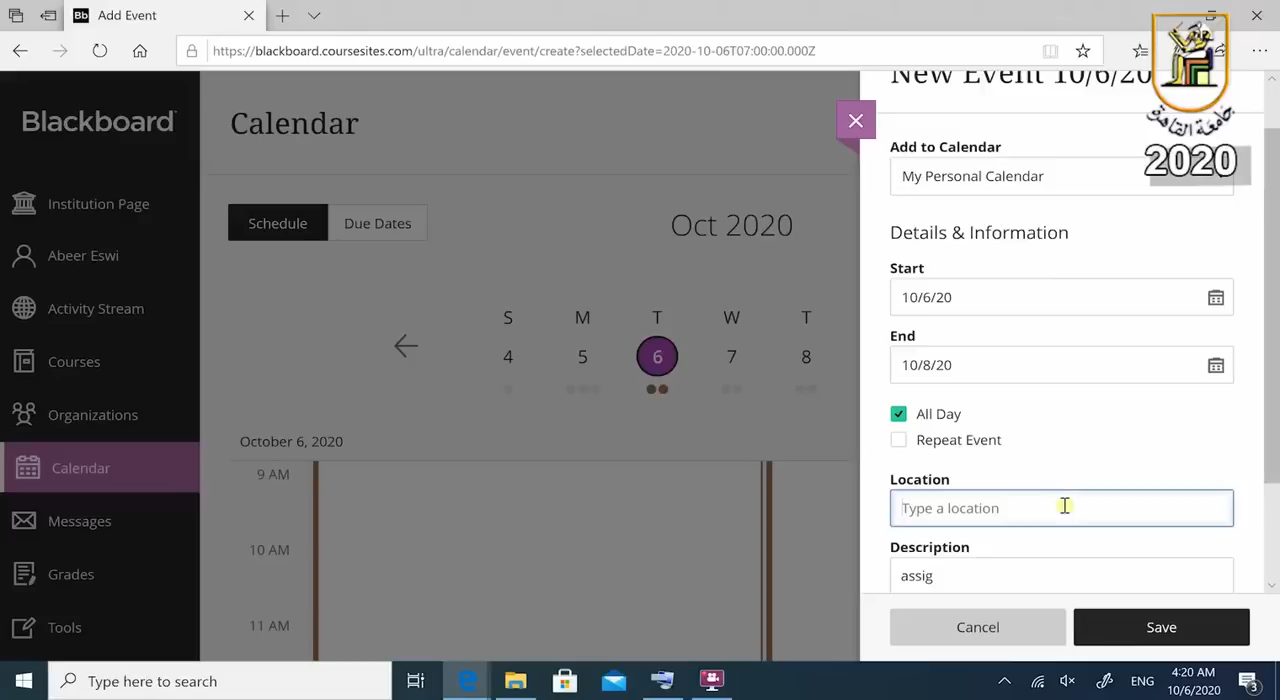 Add Event
https://blackboard.coursesites.com/ultra/calendar/event/create?selectedDate=2020-10-06T07:00:00.000Z
جامعة القاهرة
2020
Blackboard
Institution Page
Abeer Eswi
Activity Stream
Courses
Organizations
Calendar
Messages
Grades
Tools
Calendar
Schedule
Due Dates
Oct 2020
S M T W T
4 5 6 7 8
October 6, 2020
9 AM
10 AM
11 AM
New Event 10/6/20
Add to Calendar
My Personal Calendar
Details & Information
Start
10/6/20
End
10/8/20
All Day
Repeat Event
Location
Type a location
Description
assig
Cancel
Save
Type here to search
ENG
4:20 AM
10/6/2020
3